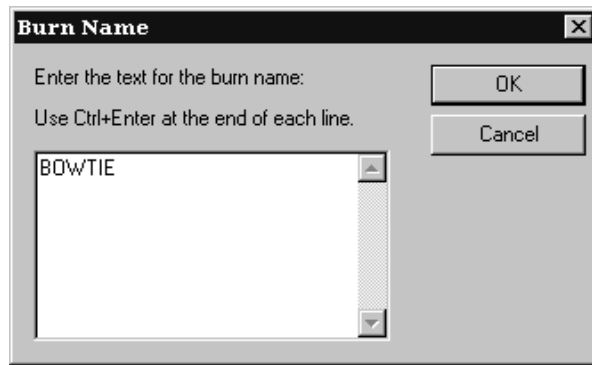 Burn Name
Enter the text for the burn name:
OK
Use Ctrl+Enter at the end of each line.
Cancel
BOWTIE